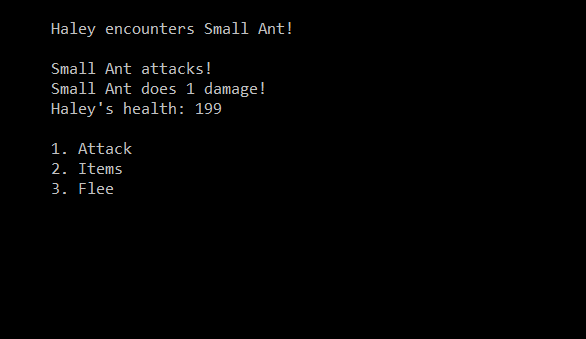 Haley encounters Small Ant!
Small Ant attacks!
Small Ant does 1 damage!
Haley's health: 199
1. Attack
2. Items
3. Flee